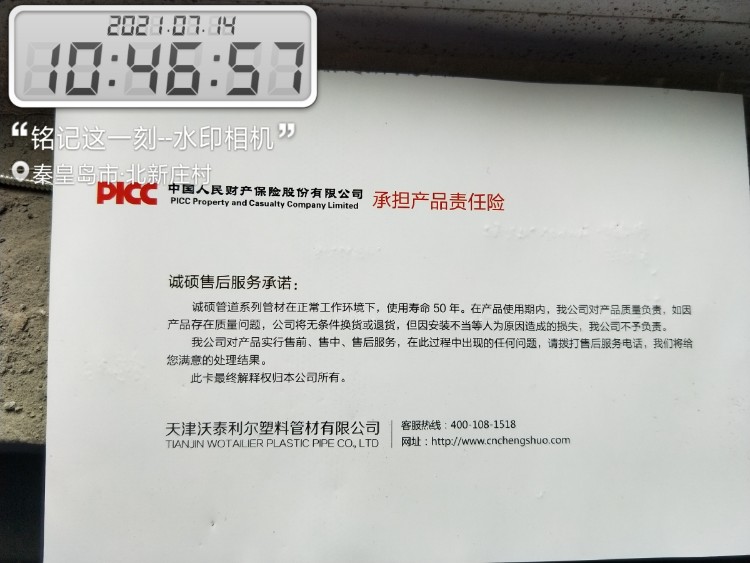 2021.07.14
10:46:57
“铭记这一刻--水印相机”
秦皇岛市·北新庄村
PICC 中国人民财产保险股份有限公司 承担产品责任险
PICC Property and Casualty Company Limited
诚硕售后服务承诺：
诚硕管道系列管材在正常工作环境下，使用寿命 50 年。在产品使用期内，我公司对产品质量负责，如因
产品存在质量问题，公司将无条件换货或退货，但因安装不当等人为原因造成的损失，我公司不予负责。
我公司对产品实行售前、售中、售后服务，在此过程中出现的任何问题，请拨打售后服务电话，我们将给
您满意的处理结果。
此卡最终解释权归本公司所有。
天津沃泰利尔塑料管材有限公司
TIANJIN WOTAILIER PLASTIC PIPE CO., LTD
客服热线：400-108-1518
网址：http://www.cnchengshuo.com